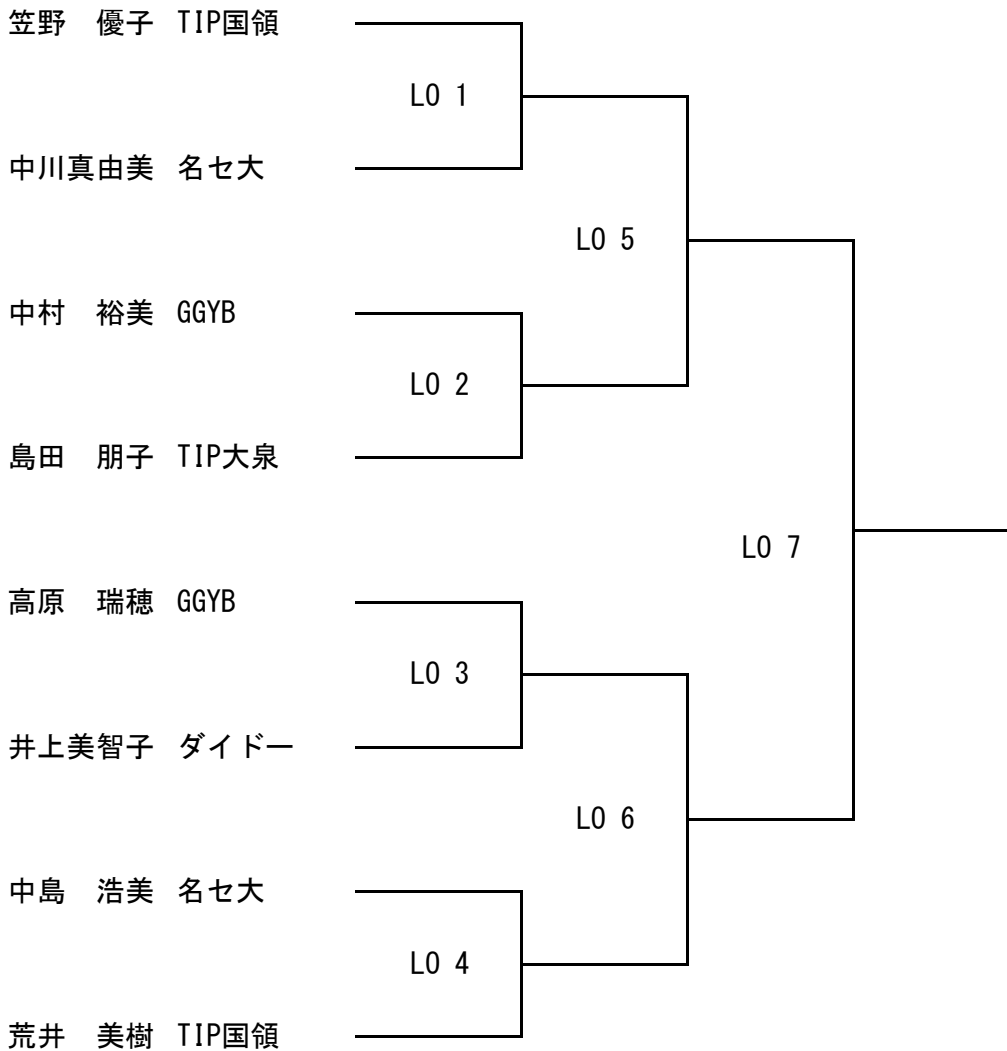 笠野　優子 TIP国領
LO 1
中川真由美 名セ大
LO 5
中村　裕美 GGYB
LO 2
島田　朋子 TIP大泉
LO 7
高原　瑞穂 GGYB
LO 3
井上美智子 ダイドー
LO 6
中島　浩美 名セ大
LO 4
荒井　美樹 TIP国領